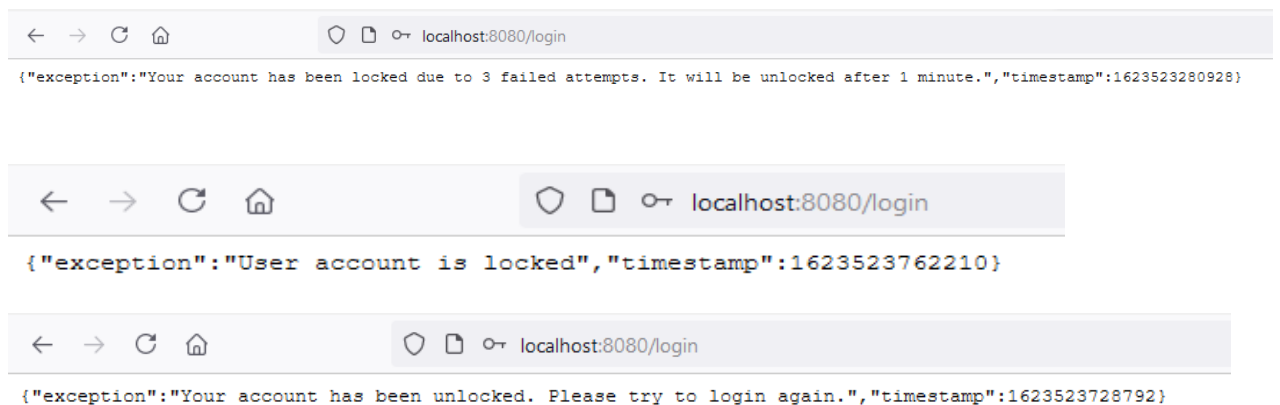 localhost:8080/login
{"exception":"Your account has been locked due to 3 failed attempts. It will be unlocked after 1 minute.","timestamp":1623523280928}
localhost:8080/login
{"exception":"User account is locked","timestamp":1623523762210}
localhost:8080/login
{"exception":"Your account has been unlocked. Please try to login again.","timestamp":1623523728792}